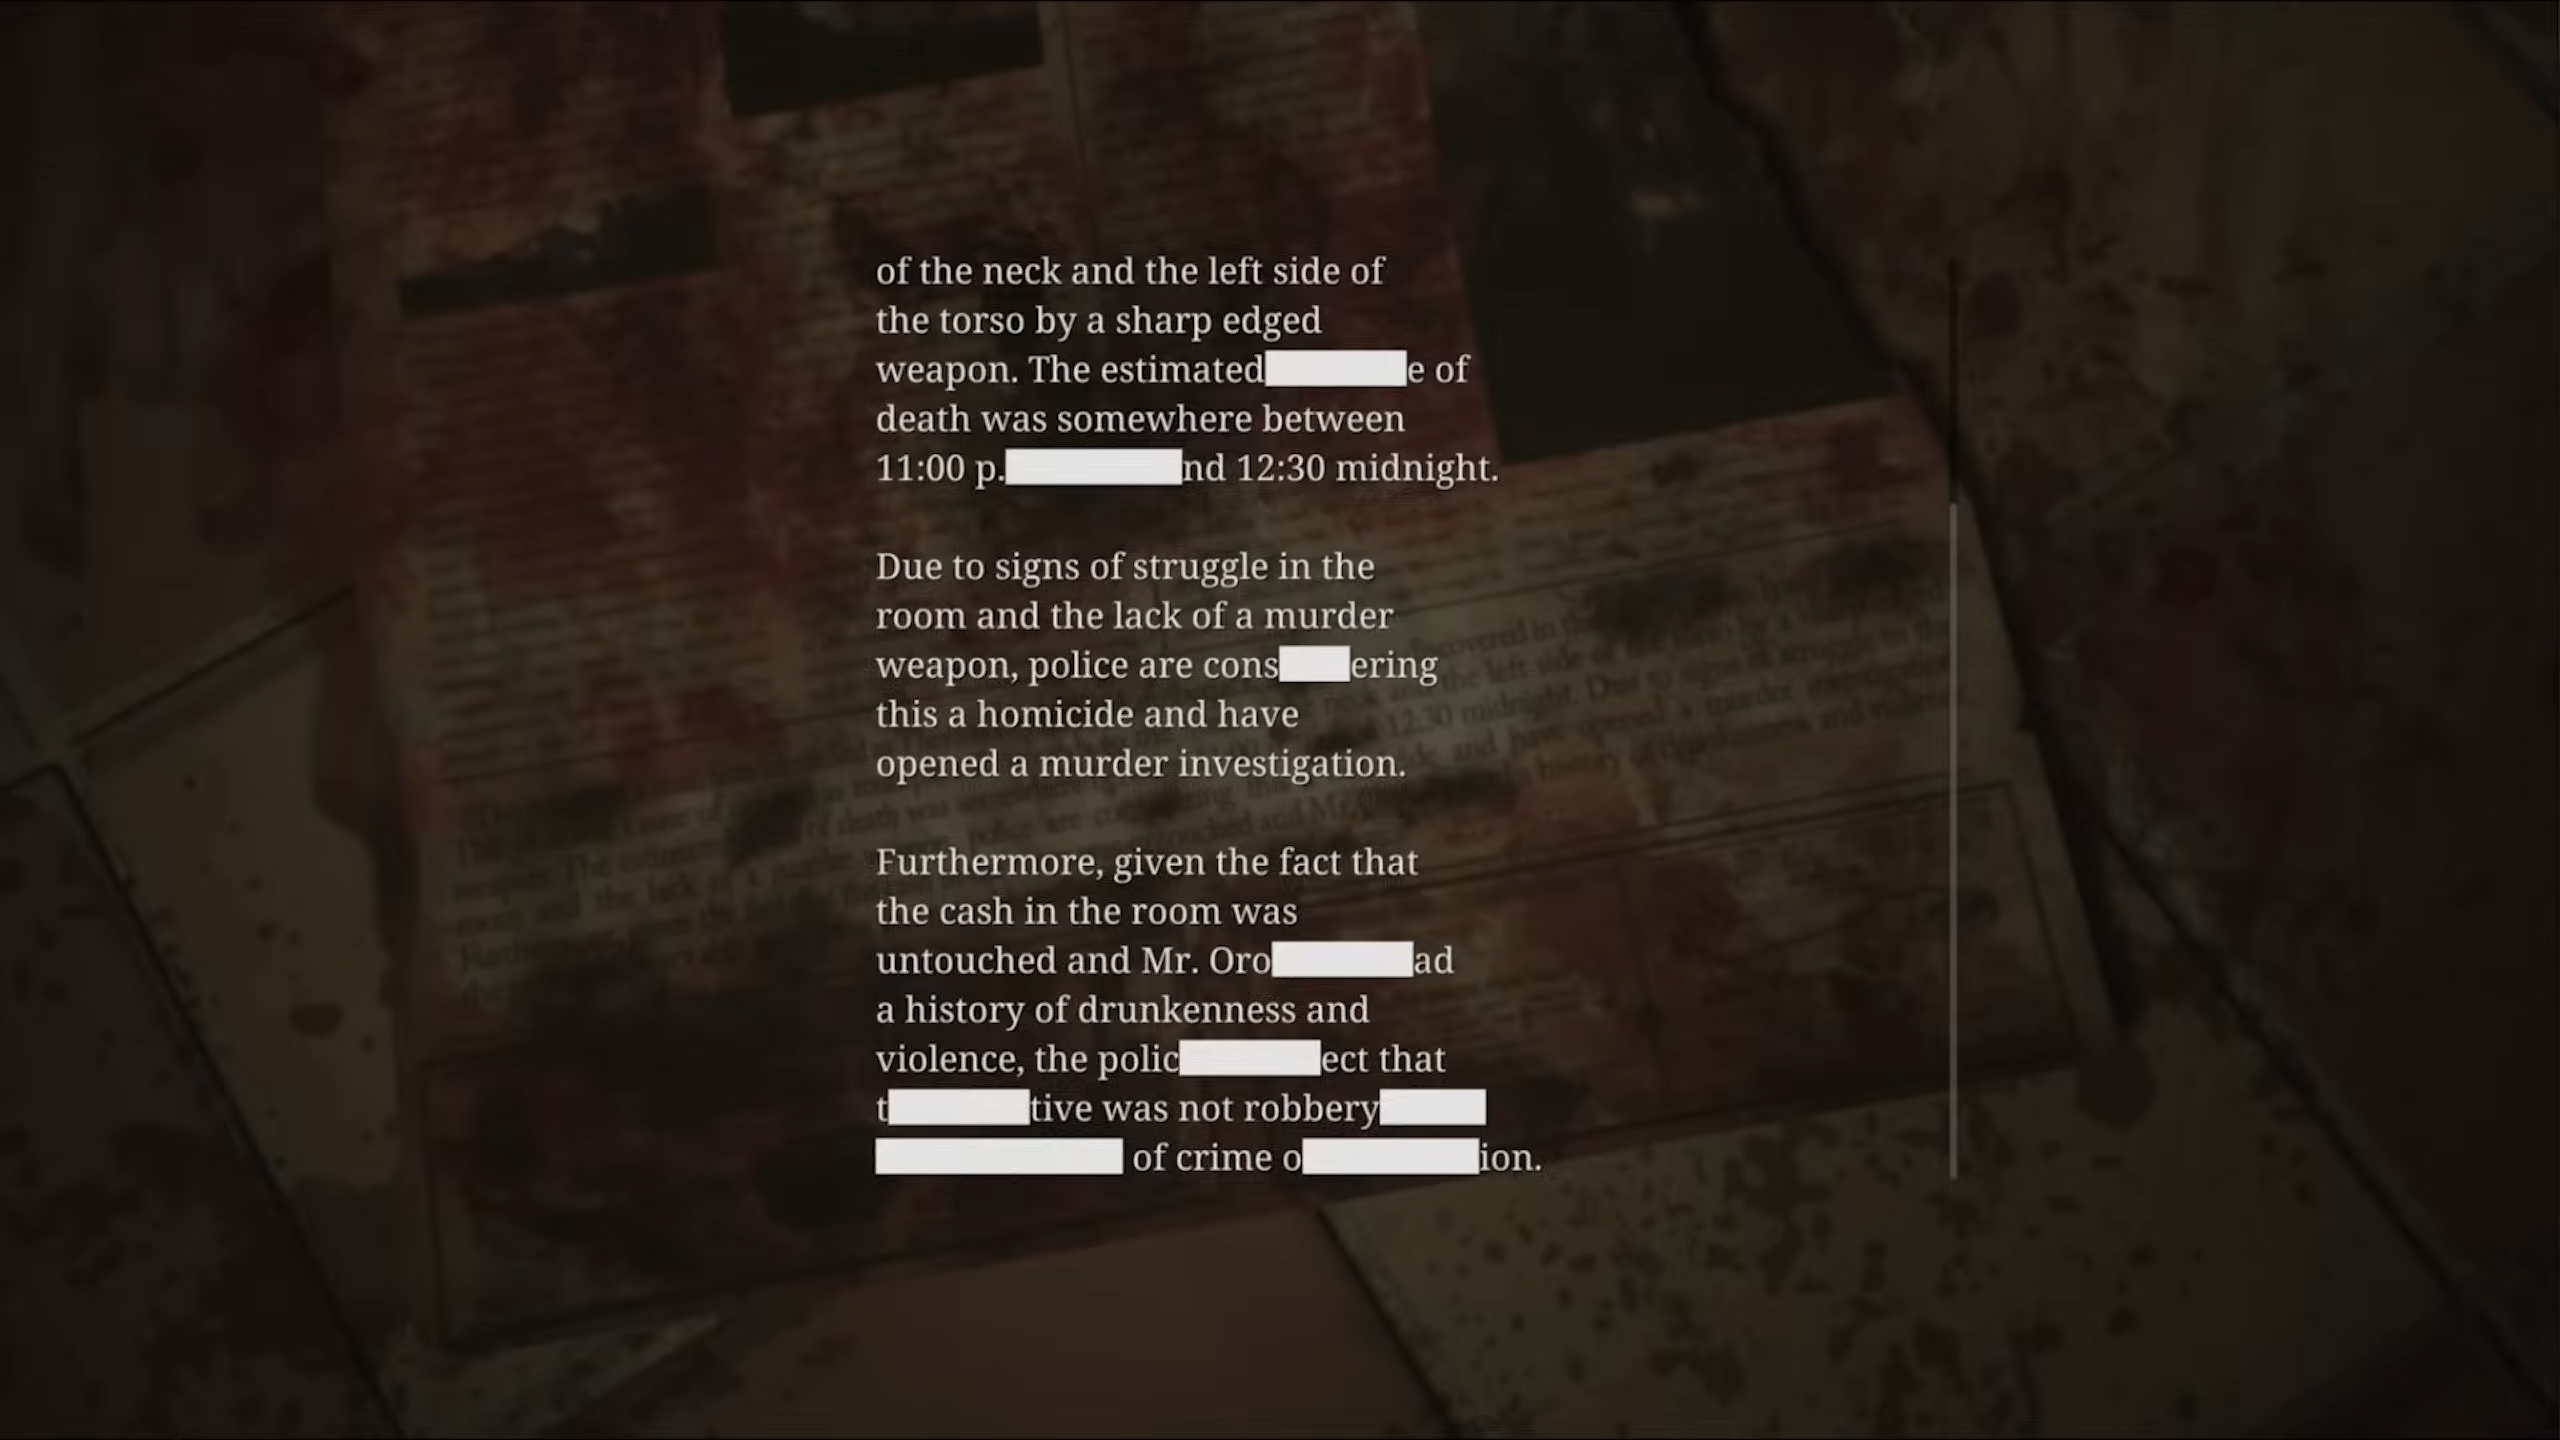 of the neck and the left side of
the torso by a sharp edged
weapon. The estimated████e of
death was somewhere between
11:00 p.█████nd 12:30 midnight.
Due to signs of struggle in the
room and the lack of a murder
weapon, police are cons██ering
this a homicide and have
opened a murder investigation.
Furthermore, given the fact that
the cash in the room was
untouched and Mr. Oro████ad
a history of drunkenness and
violence, the polic████ect that
t████tive was not robbery███
███████ of crime o█████ion.